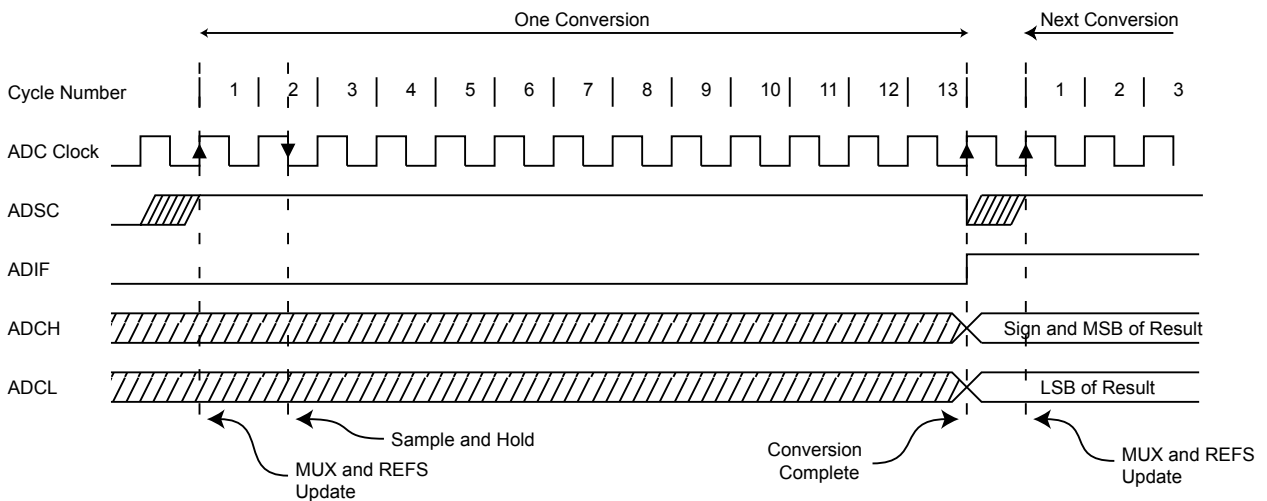 One Conversion
Next Conversion
Cycle Number
1 2 3 4 5 6 7 8 9 10 11 12 13 1 2 3
ADC Clock
ADSC
ADIF
ADCH
Sign and MSB of Result
ADCL
LSB of Result
Sample and Hold
MUX and REFS
Update
Conversion
Complete
MUX and REFS
Update